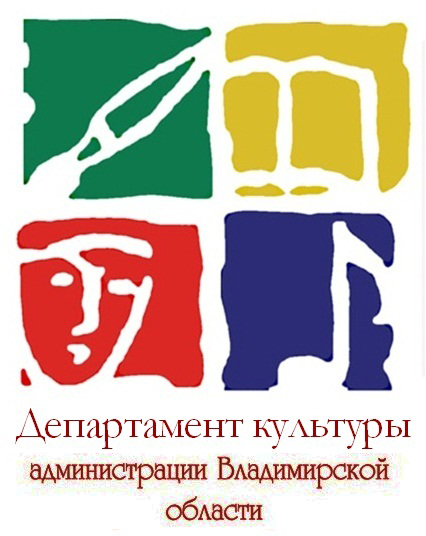 Департамент культуры
администрации Владимирской
области